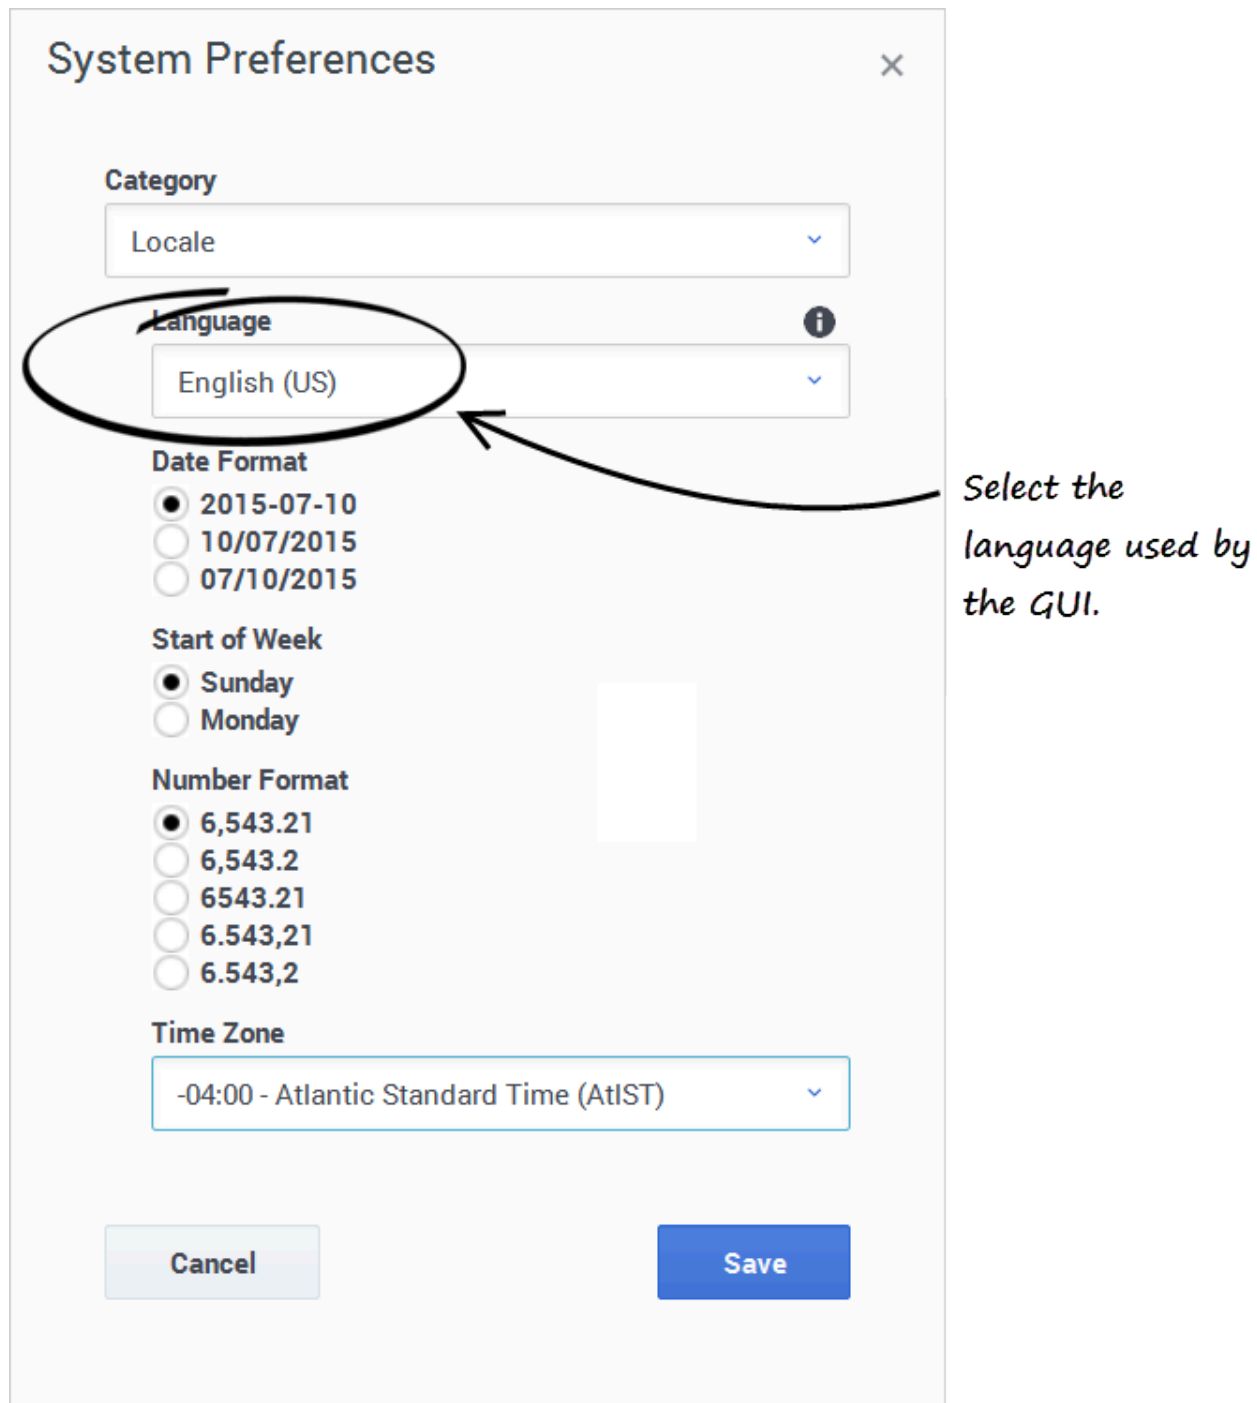 System Preferences
Category
Locale
Language
English (US)
Date Format
2015-07-10
10/07/2015
07/10/2015
Start of Week
Sunday
Monday
Number Format
6,543.21
6,543.2
6543.21
6.543,21
6.543,2
Time Zone
-04:00 - Atlantic Standard Time (AtlST)
Cancel
Save
Select the
language used by
the GUI.